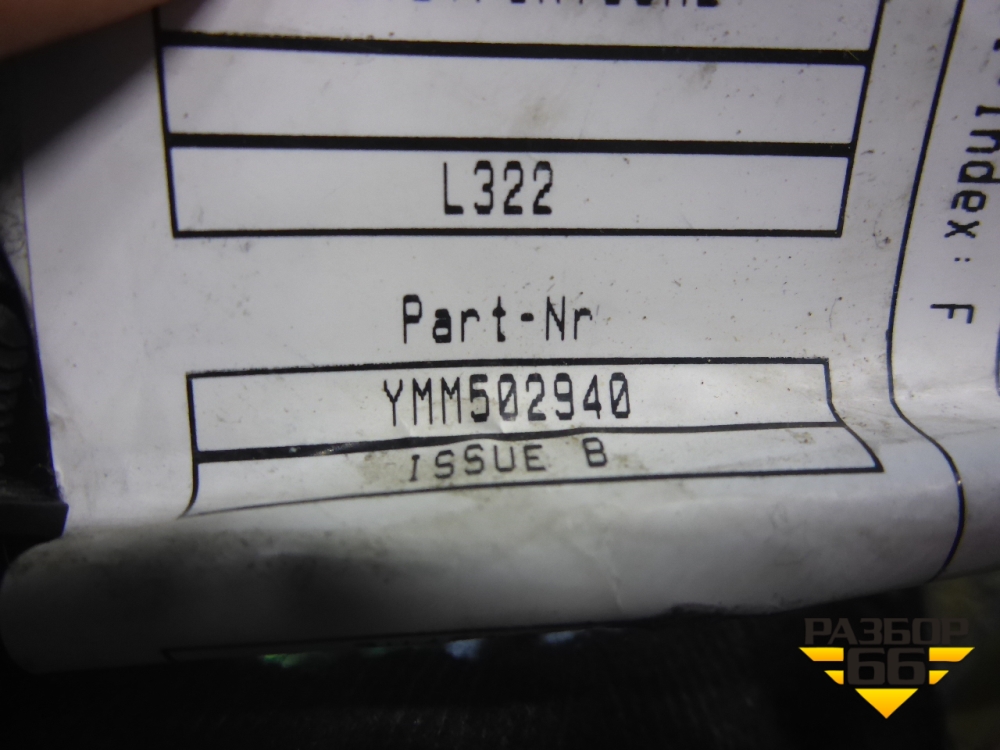 L322
Part-Nr
YMM502940
ISSUE B
Index: F
РАЗБОР
66